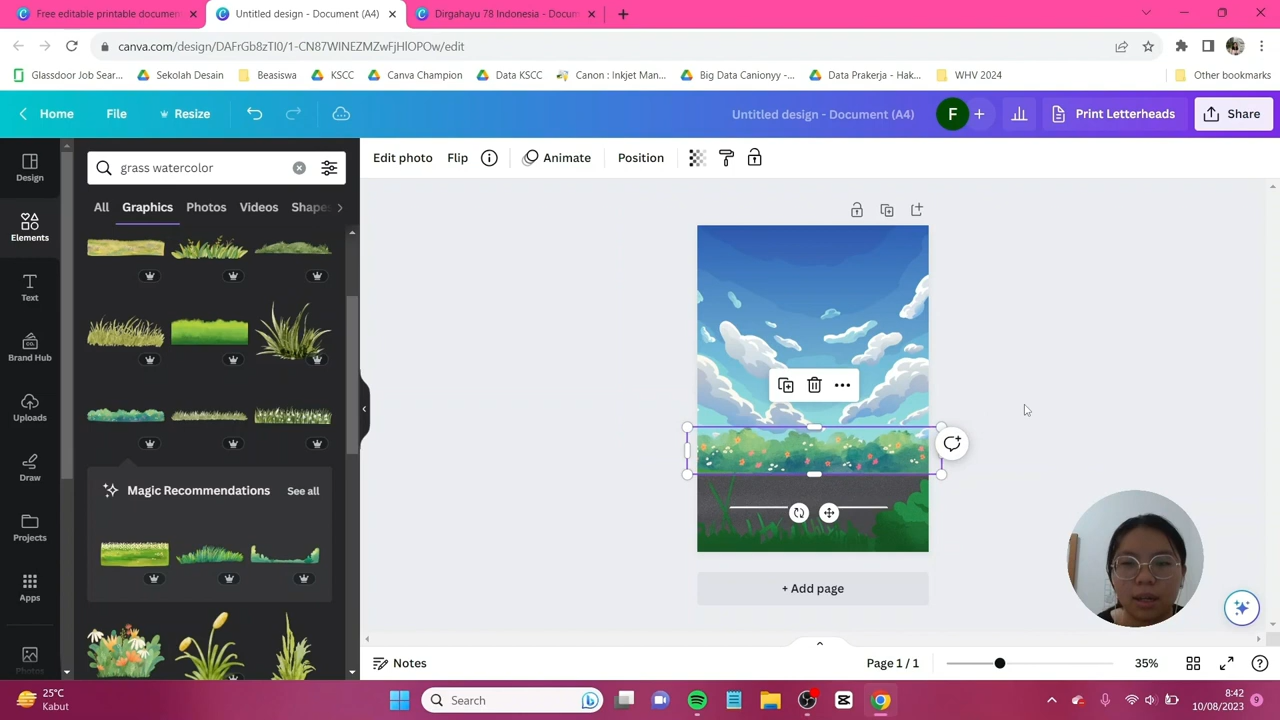 Free editable printable documen
Untitled design - Document (A4)
Dirgahayu 78 Indonesia - Docum
canva.com/design/DAFrGb8zTI0/1-CN87WINEZMZwFjHlOPOw/edit
Glassdoor Job Sear...
Sekolah Desain
Beasiswa
KSCC
Canva Champion
Data KSCC
Canon : Inkjet Man...
Big Data Canionyy -...
Data Prakerja - Hak...
WHV 2024
Other bookmarks
Home
File
Resize
Untitled design - Document (A4)
F
Print Letterheads
Share
Design
Elements
Text
Brand Hub
Uploads
Draw
Projects
Apps
Photos
grass watercolor
All
Graphics
Photos
Videos
Shapes
Magic Recommendations
See all
Edit photo
Flip
Animate
Position
+ Add page
Notes
Page 1 / 1
35%
25°C
Kabut
Search
8:42
10/08/2023